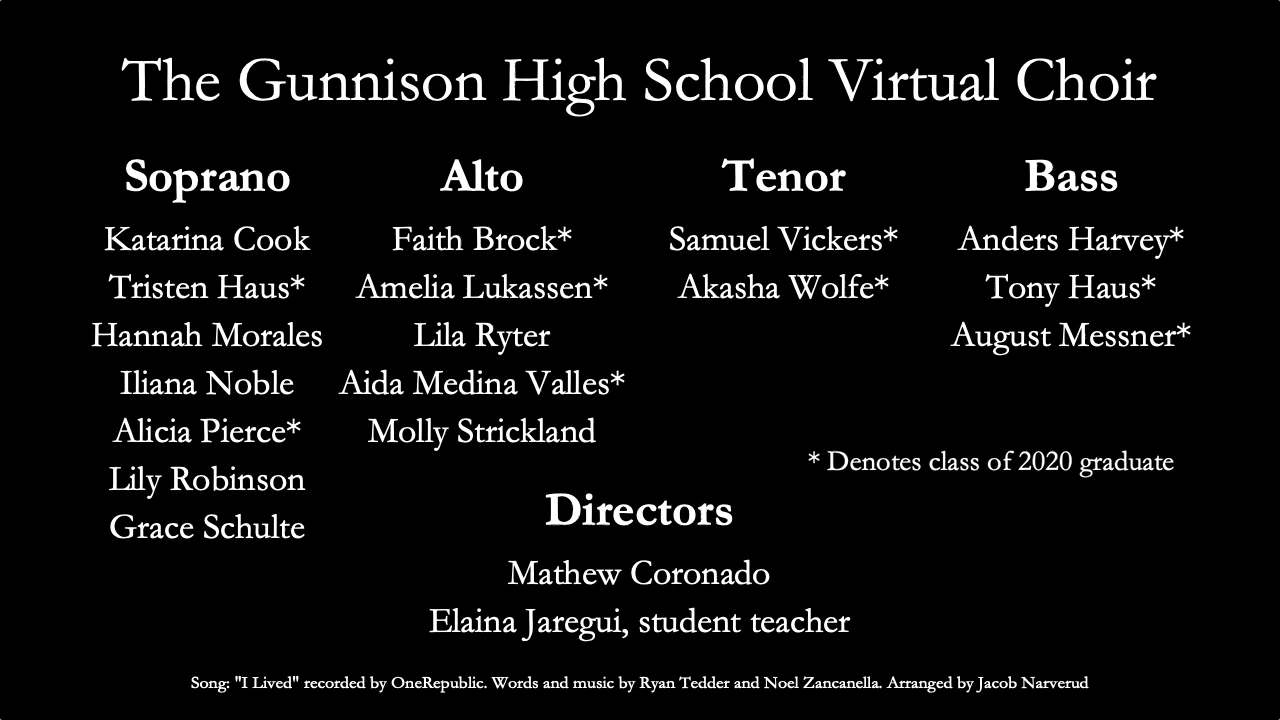 The Gunnison High School Virtual Choir
Soprano
Katarina Cook
Tristen Haus*
Hannah Morales
Iliana Noble
Alicia Pierce*
Lily Robinson
Grace Schulte
Alto
Faith Brock*
Amelia Lukassen*
Lila Ryter
Aida Medina Valles*
Molly Strickland
Tenor
Samuel Vickers*
Akasha Wolfe*
Bass
Anders Harvey*
Tony Haus*
August Messner*
* Denotes class of 2020 graduate
Directors
Mathew Coronado
Elaina Jaregui, student teacher
Song: "I Lived" recorded by OneRepublic. Words and music by Ryan Tedder and Noel Zancanella. Arranged by Jacob Narverud